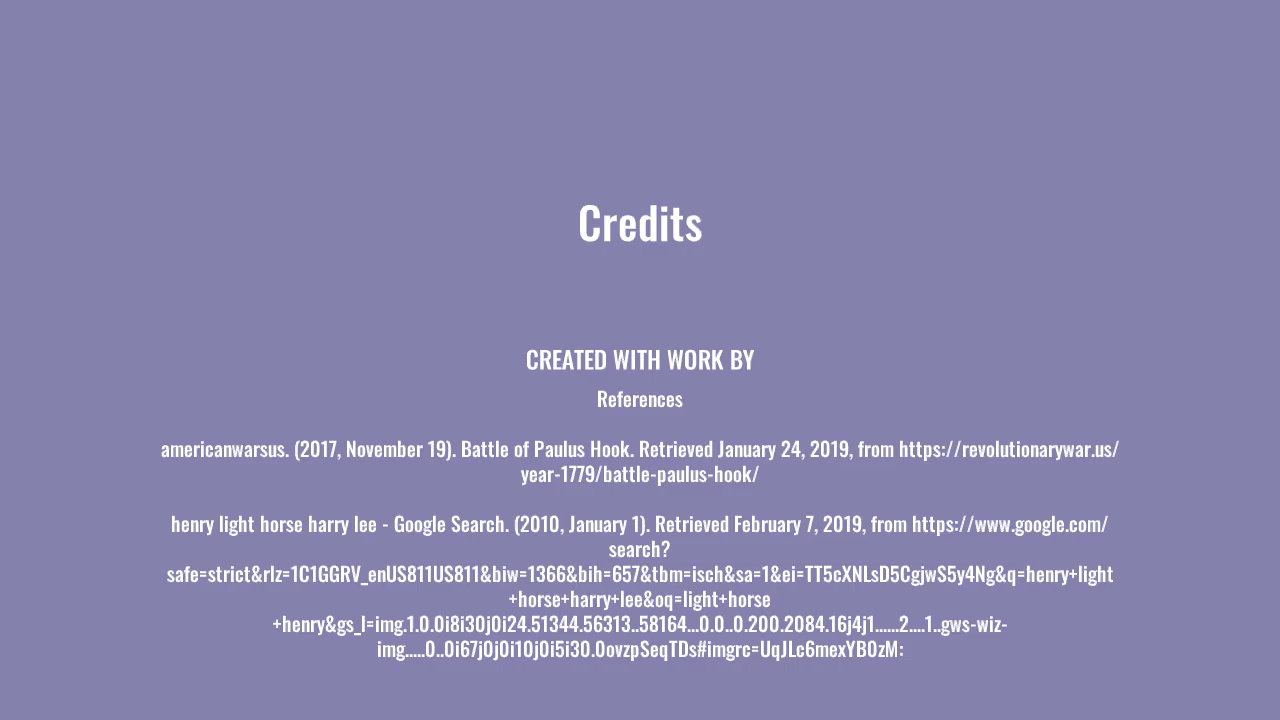 Credits
CREATED WITH WORK BY
References
americanwarsus. (2017, November 19). Battle of Paulus Hook. Retrieved January 24, 2019, from https://revolutionarywar.us/
year-1779/battle-paulus-hook/
henry light horse harry lee - Google Search. (2010, January 1). Retrieved February 7, 2019, from https://www.google.com/
search?
safe=strict&rlz=1C1GGRV_enUS811US811&biw=1366&bih=657&tbm=isch&sa=1&ei=TT5cXNLsD5CgjwS5y4Ng&q=henry+light
+horse+harry+lee&oq=light+horse
+henry&gs_l=img.1.0.0i8i30j0i24.51344.56313..58164...0.0..0.200.2084.16j4j1......2....1..gws-wiz-
img.....0..0i67j0j0i10j0i5i30.0ovzpSeqTDs#imgrc=UqJLc6mexYB0zM: